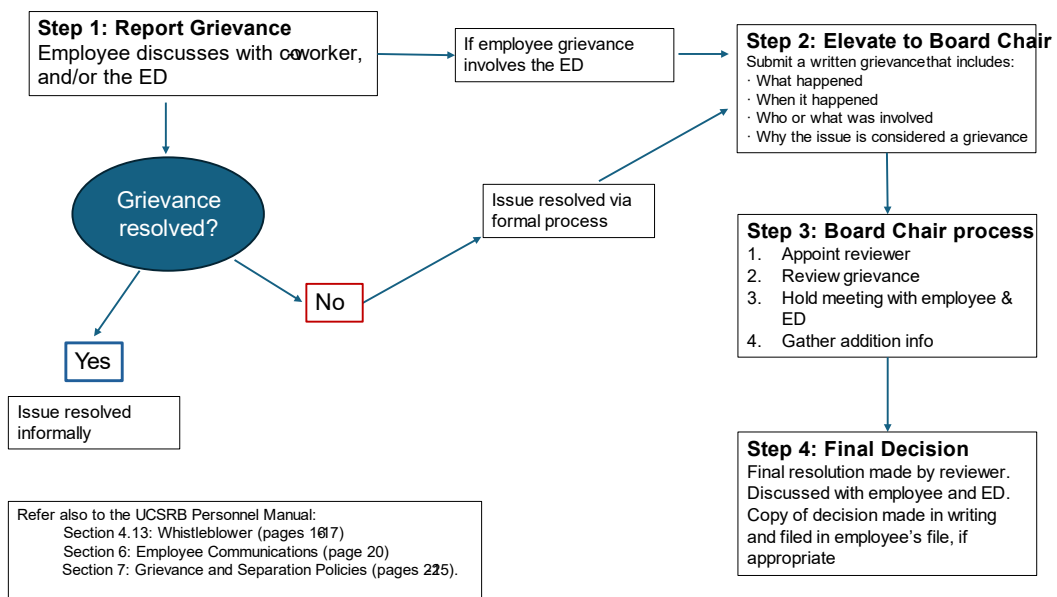 Step 1: Report Grievance
Employee discusses with co-worker,
and/or the ED
If employee grievance
involves the ED
Step 2: Elevate to Board Chair
Submit a written grievance that includes:
· What happened
· When it happened
· Who or what was involved
· Why the issue is considered a grievance
Grievance
resolved?
Issue resolved via
formal process
No
Yes
Issue resolved
informally
Step 3: Board Chair process
1. Appoint reviewer
2. Review grievance
3. Hold meeting with employee &
ED
4. Gather addition info
Step 4: Final Decision
Final resolution made by reviewer.
Discussed with employee and ED.
Copy of decision made in writing
and filed in employee's file, if
appropriate
Refer also to the UCSRB Personnel Manual:
Section 4.13: Whistleblower (pages 16-17)
Section 6: Employee Communications (page 20)
Section 7: Grievance and Separation Policies (pages